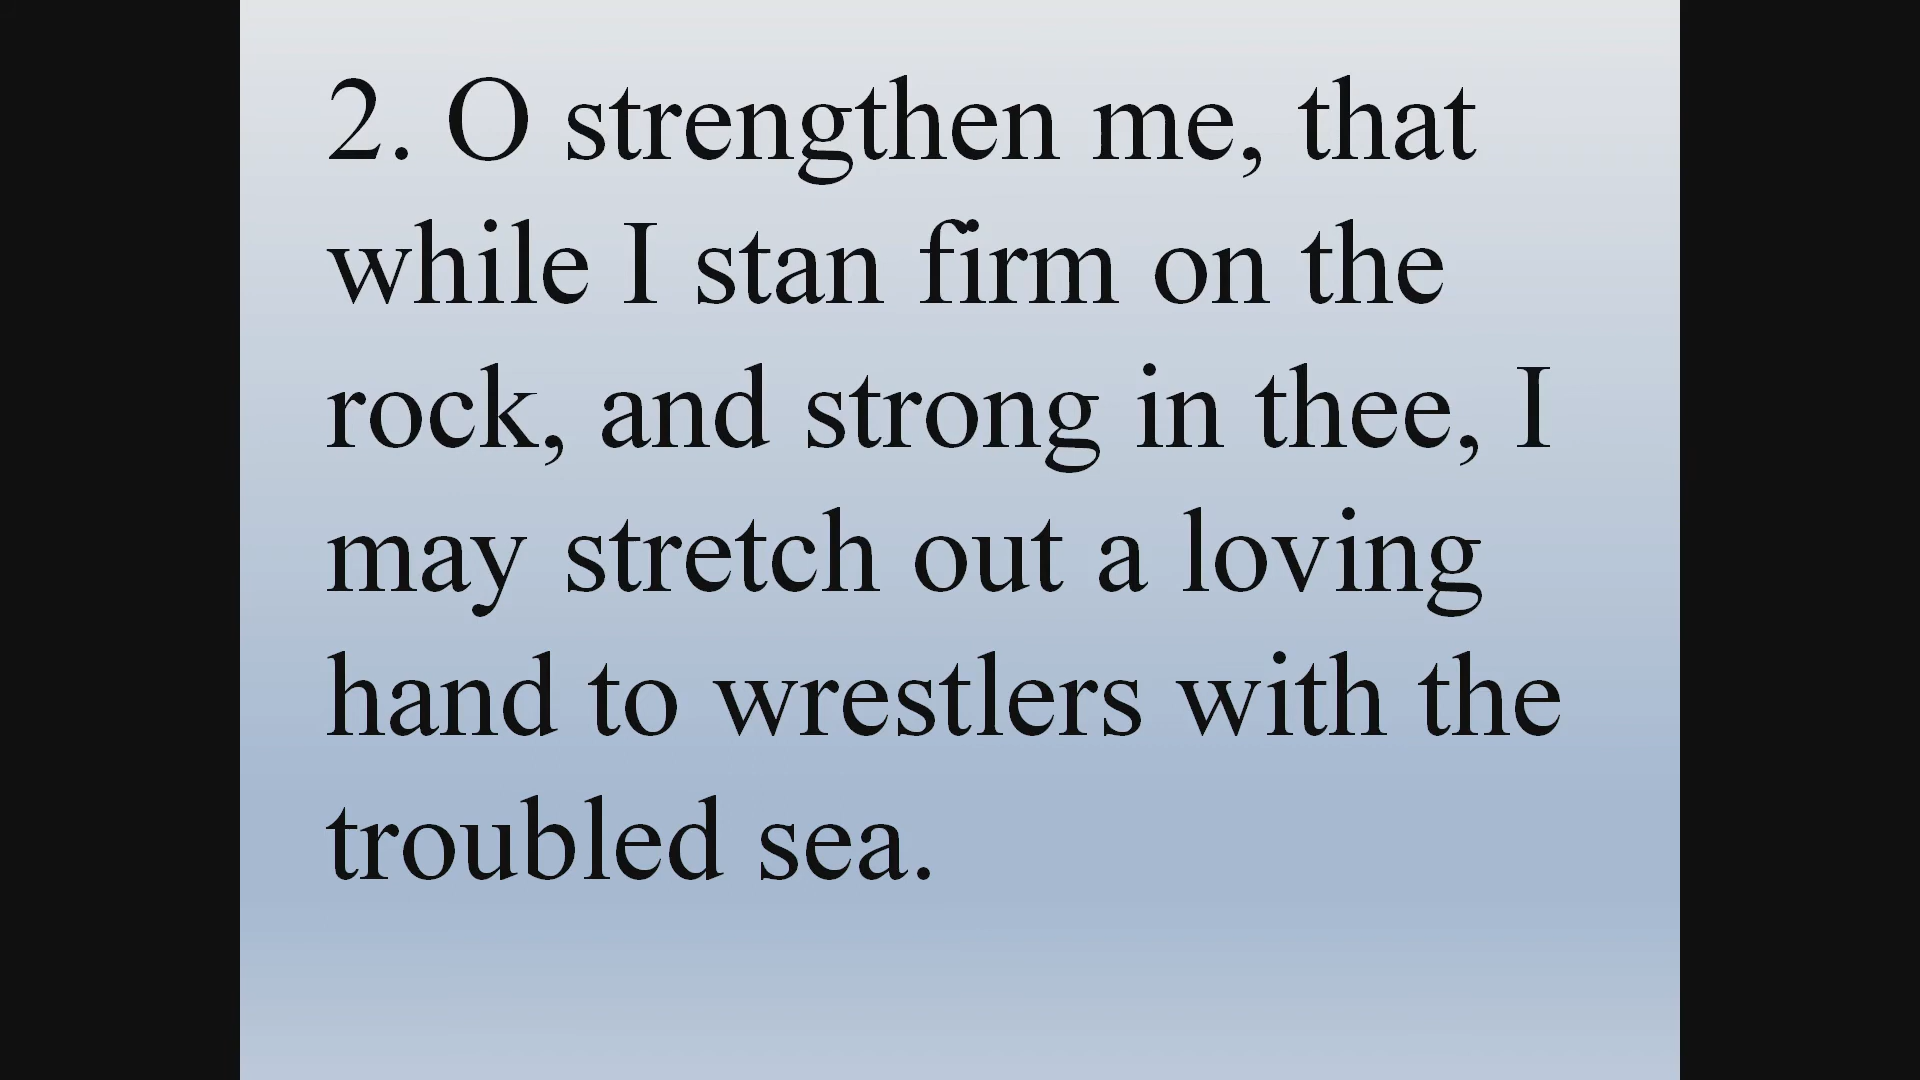 2. O strengthen me, that
while I stan firm on the
rock, and strong in thee, I
may stretch out a loving
hand to wrestlers with the
troubled sea.